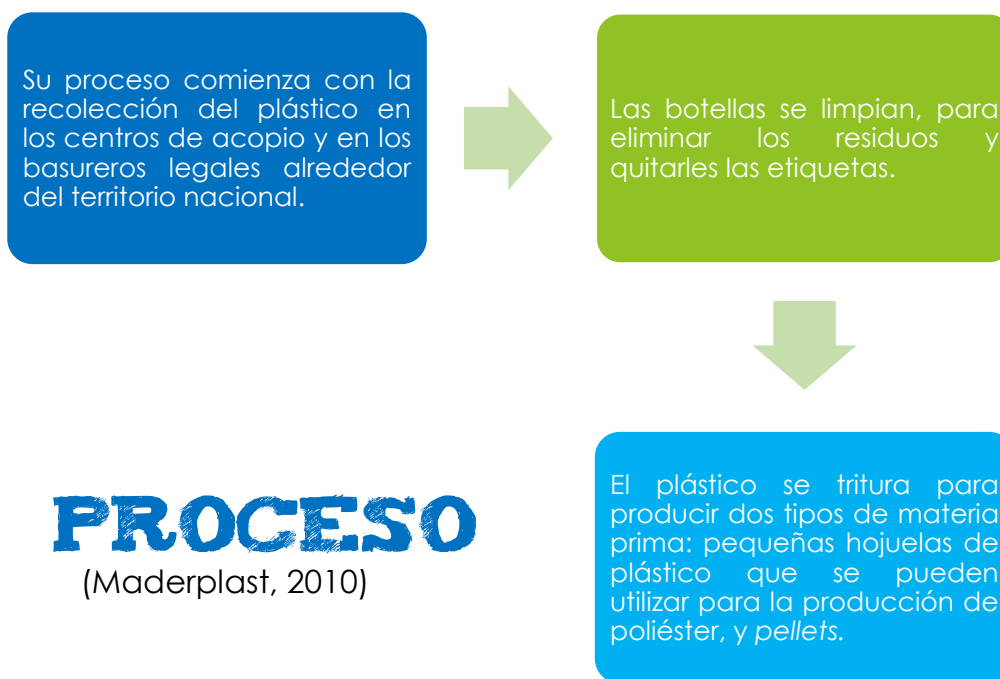 Su proceso comienza con la
recolección del plástico en
los centros de acopio y en los
basureros legales alrededor
del territorio nacional.
Las botellas se limpian, para
eliminar los residuos y
quitarles las etiquetas.
El plástico se tritura para
producir dos tipos de materia
prima: pequeñas hojuelas de
plástico que se pueden
utilizar para la producción de
poliéster, y pellets.
PROCESO
(Maderplast, 2010)